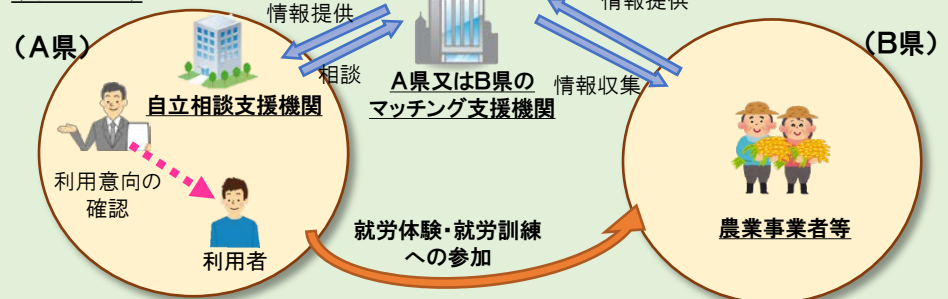 情報提供
情報提供
（A県）
（B県）
相談
自立相談支援機関
A県又はB県の
マッチング支援機関
情報収集
利用意向の
確認
利用者
就労体験・就労訓練
への参加
農業事業者等